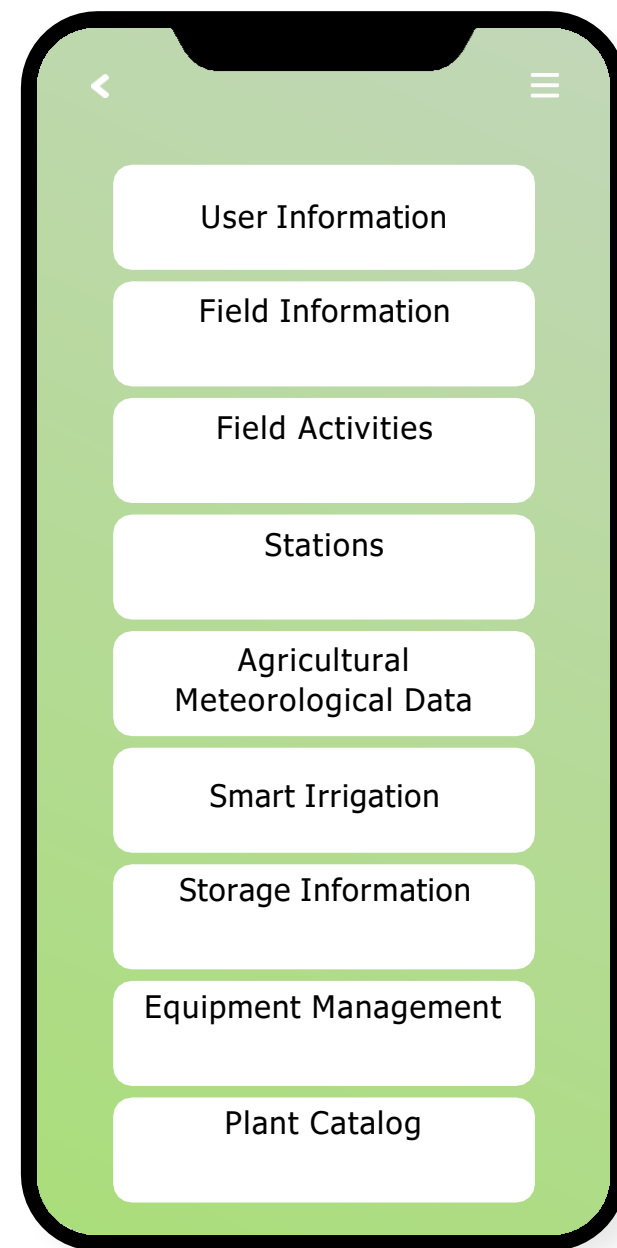 User Information
Field Information
Field Activities
Stations
Agricultural
Meteorological Data
Smart Irrigation
Storage Information
Equipment Management
Plant Catalog